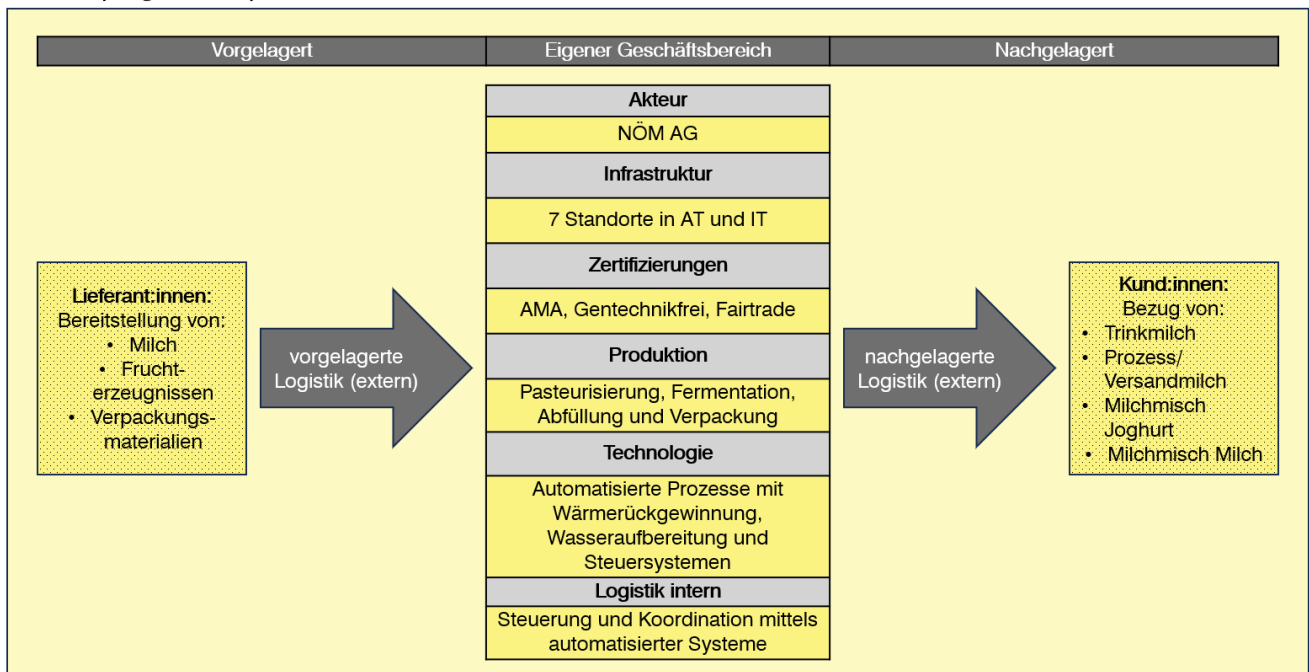 Vorgelagert
Eigener Geschäftsbereich
Nachgelagert
Lieferant:innen:
Bereitstellung von:
• Milch
• Frucht-
erzeugnissen
• Verpackungs-
materialien
vorgelagerte
Logistik (extern)
Akteur
NÖM AG
Infrastruktur
7 Standorte in AT und IT
Zertifizierungen
AMA, Gentechnikfrei, Fairtrade
Produktion
Pasteurisierung, Fermentation,
Abfüllung und Verpackung
Technologie
Automatisierte Prozesse mit
Wärmerückgewinnung,
Wasseraufbereitung und
Steuersystemen
Logistik intern
Steuerung und Koordination mittels
automatisierter Systeme
nachgelagerte
Logistik (extern)
Kund:innen:
Bezug von:
• Trinkmilch
• Prozess/
Versandmilch
• Milchmisch
Joghurt
• Milchmisch Milch